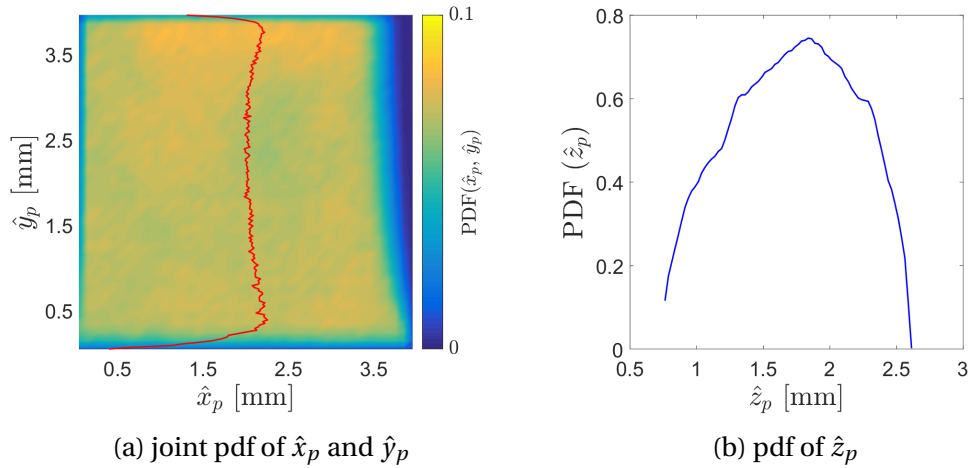 3.5
2.5
1.5
0.5
ŷₚ [mm]
0.5 1.5 2.5 3.5
x̂ₚ [mm]
0.1
0
PDF(x̂ₚ, ŷₚ)
(a) joint pdf of x̂ₚ and ŷₚ
0.8
0.6
0.4
0.2
0
PDF (ẑₚ)
0.5 1 1.5 2 2.5 3
ẑₚ [mm]
(b) pdf of ẑₚ